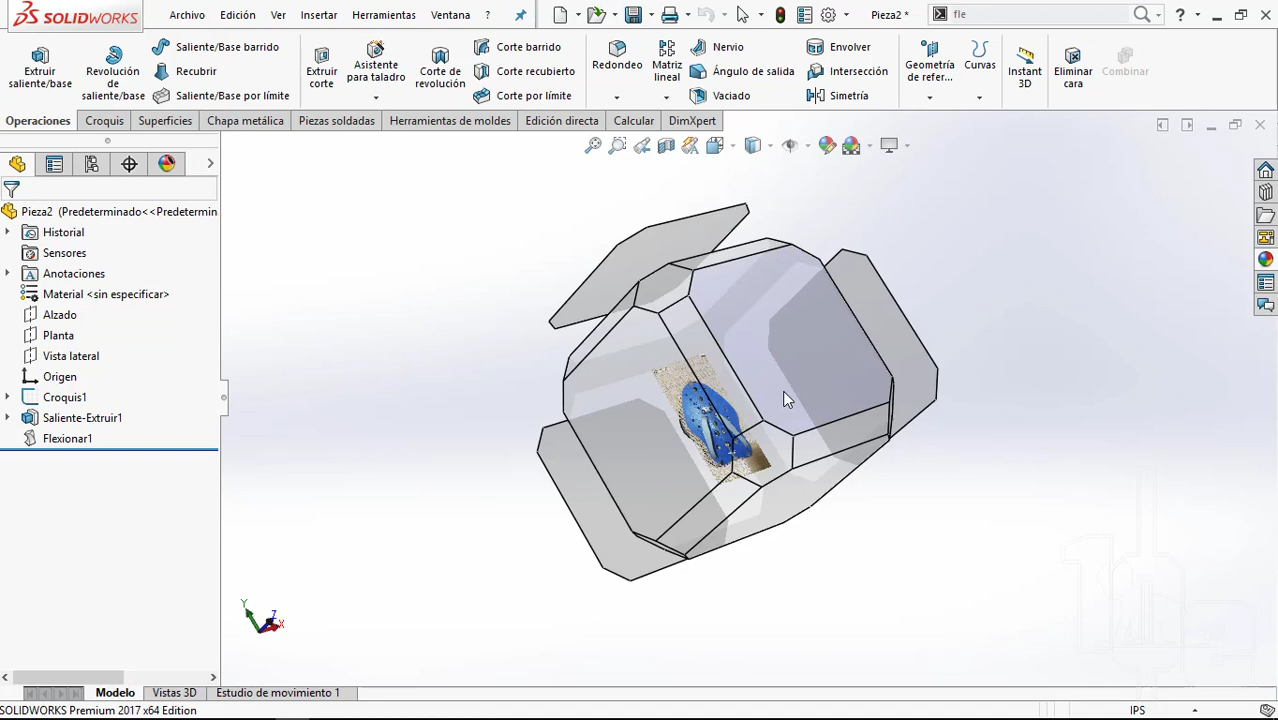 SOLIDWORKS
Archivo Edición Ver Insertar Herramientas Ventana ? Pieza2 * fle ?
Extruir saliente/base
Revolución de saliente/base
Saliente/Base barrido
Recubrir
Saliente/Base por límite
Extruir corte
Asistente para taladro
Corte de revolución
Corte barrido
Corte recubierto
Corte por límite
Redondeo
Matriz lineal
Nervio
Ángulo de salida
Vaciado
Envolver
Intersección
Simetría
Geometría de refer...
Curvas
Instant 3D
Eliminar cara
Combinar
Operaciones Croquis Superficies Chapa metálica Piezas soldadas Herramientas de moldes Edición directa Calcular DimXpert
Pieza2 (Predeterminado<<Predetermin
Historial
Sensores
Anotaciones
Material <sin especificar>
Alzado
Planta
Vista lateral
Origen
Croquis1
Saliente-Extruir1
Flexionar1
Y Z X
Modelo Vistas 3D Estudio de movimiento 1
SOLIDWORKS Premium 2017 x64 Edition IPS